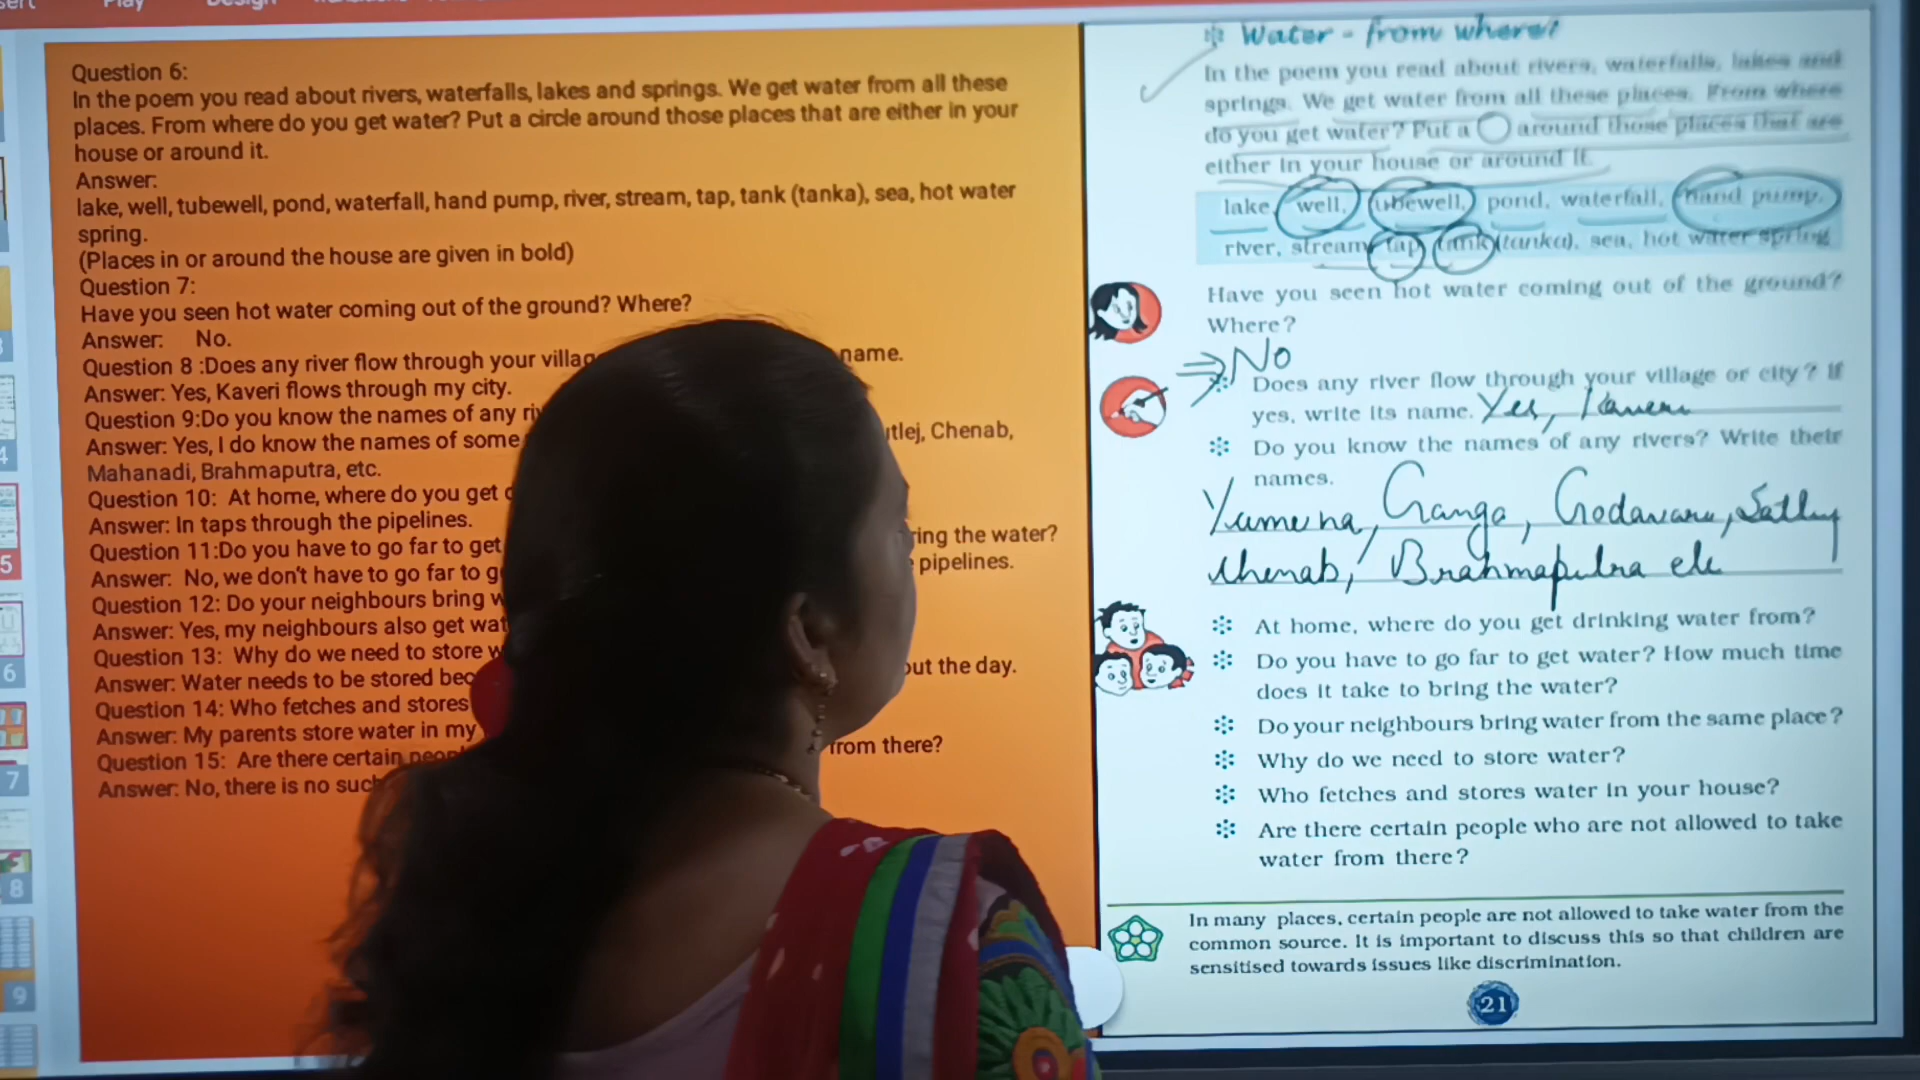 Play
Design
Question 6:
In the poem you read about rivers, waterfalls, lakes and springs. We get water from all these
places. From where do you get water? Put a circle around those places that are either in your
house or around it.
Answer:
lake, well, tubewell, pond, waterfall, hand pump, river, stream, tap, tank (tanka), sea, hot water
spring.
(Places in or around the house are given in bold)
Question 7:
Have you seen hot water coming out of the ground? Where?
Answer: No.
Question 8 :Does any river flow through your name.
Answer: Yes, Kaveri flows through my city.
Question 9:Do you know the names of any
Answer: Yes, I do know the names of some Chenab,
Mahanadi, Brahmaputra, etc.
Question 10: At home, where do you get
Answer: In taps through the pipelines.
Question 11:Do you have to go far to get the water?
Answer: No, we don't have to go far to pipelines.
Question 12: Do your neighbours bring
Answer: Yes, my neighbours also get
Question 13: Why do we need to store
Answer: Water needs to be stored the day.
Question 14: Who fetches and stores
Answer: My parents store water in my
Question 15: Are there certain from there?
Answer: No, there is no
Water - from where?
In the poem you read about rivers, waterfalls, lakes and
springs. We get water from all these places. From where
do you get water? Put a around those places that are
either in your house or around it.
lake, well, tubewell, pond, waterfall, hand pump,
river, stream, tap, tank (tanka), sea, hot water spring
Have you seen hot water coming out of the ground?
Where?
No
Does any river flow through your village or city? If
yes, write its name. Yes,
Do you know the names of any rivers? Write their
names.
Yamuna, Ganga,
Chenab, Brahmaputra
At home, where do you get drinking water from?
Do you have to go far to get water? How much time
does it take to bring the water?
Do your neighbours bring water from the same place?
Why do we need to store water?
Who fetches and stores water in your house?
Are there certain people who are not allowed to take
water from there?
In many places, certain people are not allowed to take water from the
common source. It is important to discuss this so that children are
sensitised towards issues like discrimination.
21
5
6
7
8
9